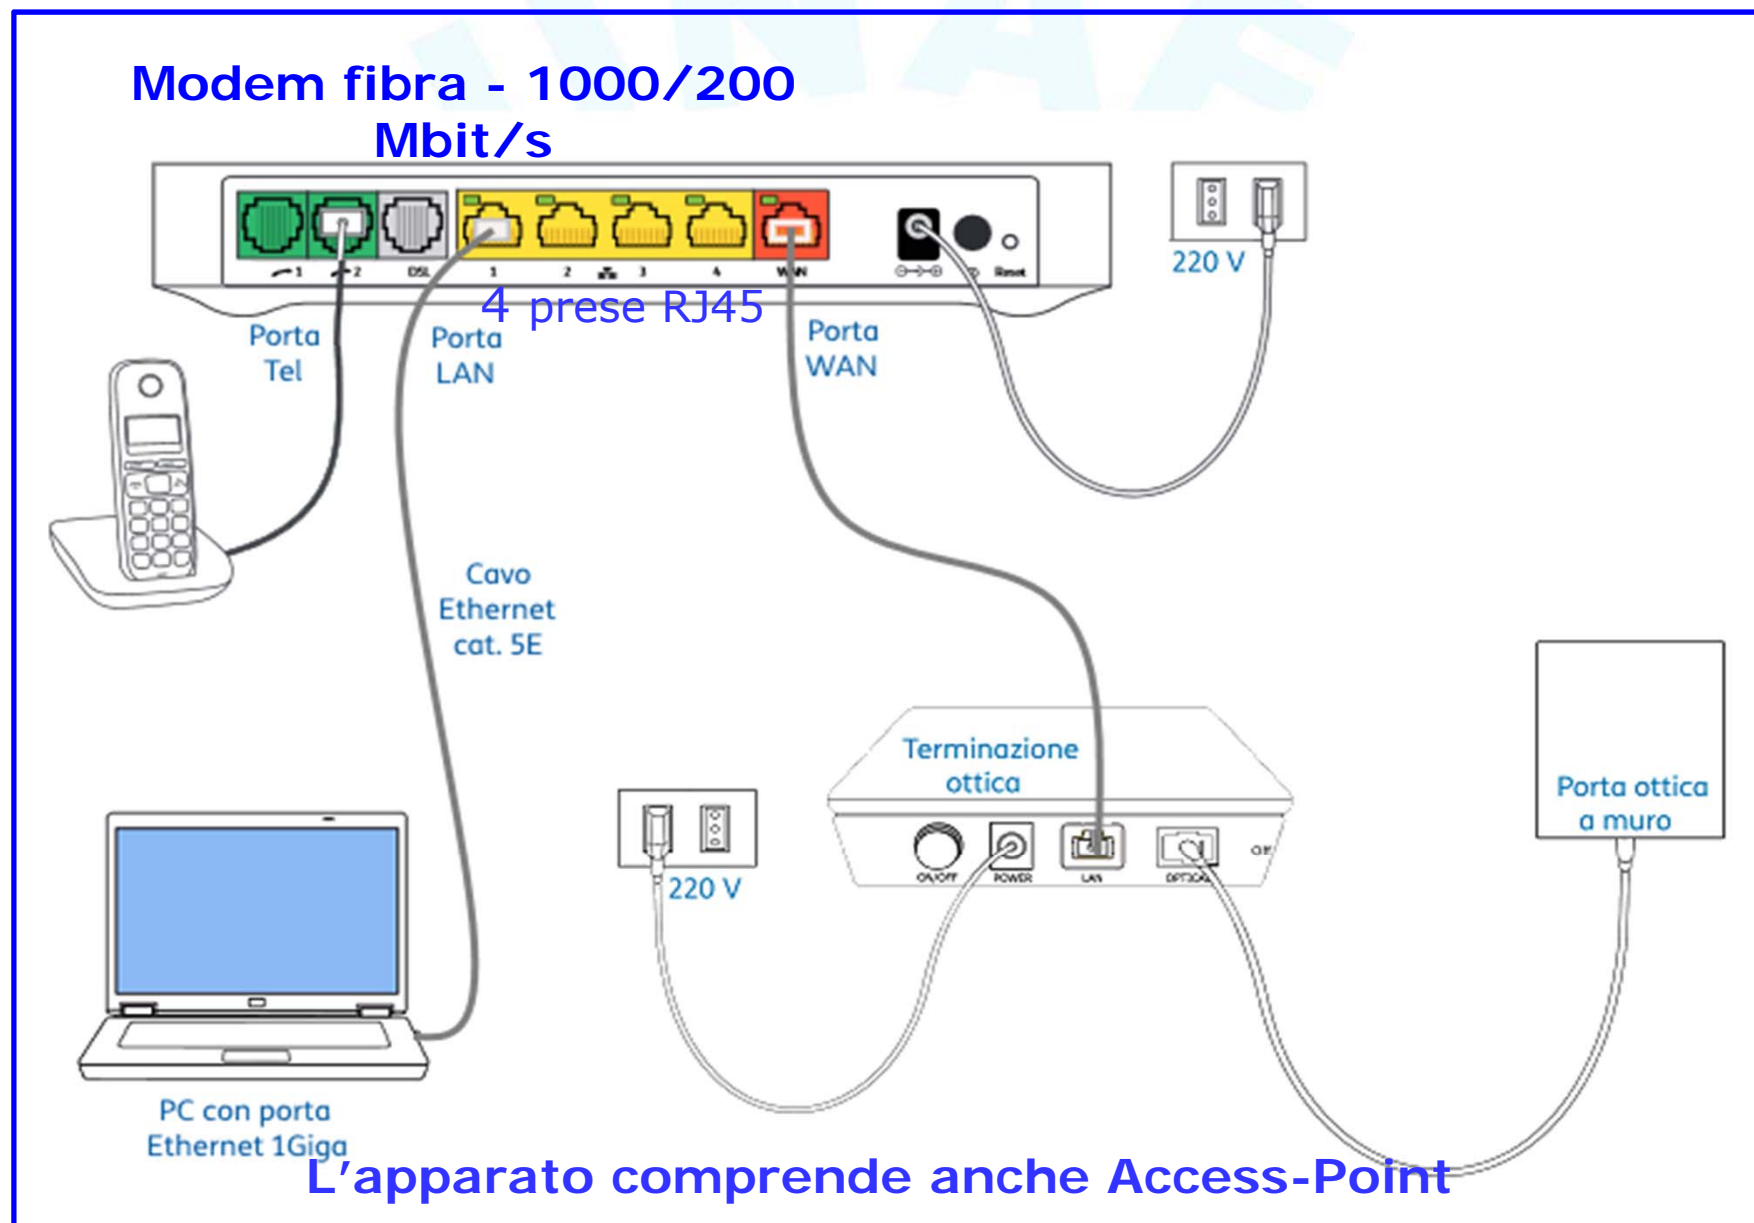 INAF
Modem fibra - 1000/200
Mbit/s
1
2
DSL
1
2
3
4
WAN
Reset
220 V
4 prese RJ45
Porta
Tel
Porta
LAN
Porta
WAN
Cavo
Ethernet
cat. 5E
Terminazione
ottica
ON/OFF
POWER
LAN
OPTICAL
220 V
Porta ottica
a muro
PC con porta
Ethernet 1Giga
L’apparato comprende anche Access-Point